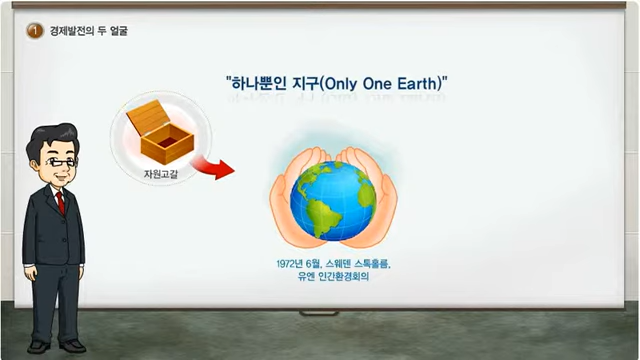 1 경제발전의 두 얼굴
"하나뿐인 지구(Only One Earth)"
자원고갈
1972년 6월, 스웨덴 스톡홀름,
유엔 인간환경회의